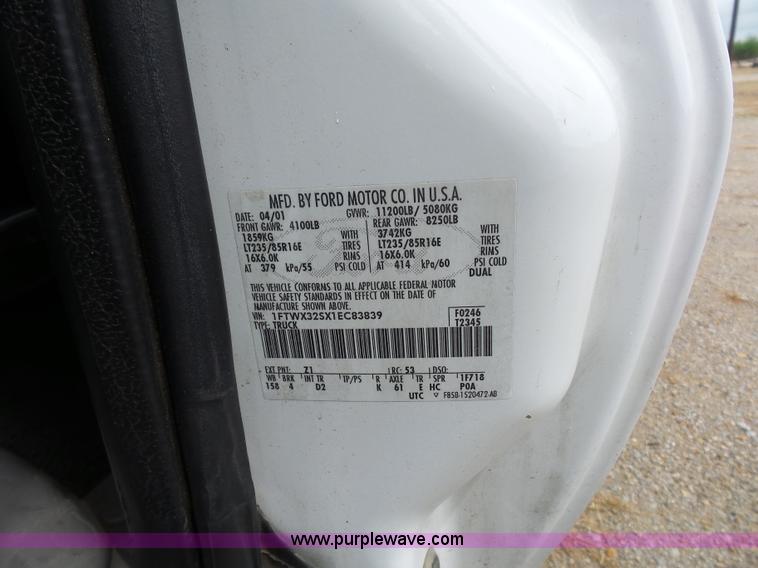 MFD. BY FORD MOTOR CO. IN U.S.A.
DATE: 04/01 GVWR: 11200LB/ 5080KG
FRONT GAWR: 4100LB REAR GAWR: 8250LB
1859KG WITH 3742KG WITH
LT235/85R16E TIRES LT235/85R16E TIRES
16X6.0K RIMS 16X6.0K RIMS
AT 379 kPa/55 PSI COLD AT 414 kPa/60 PSI COLD
DUAL
THIS VEHICLE CONFORMS TO ALL APPLICABLE FEDERAL MOTOR
VEHICLE SAFETY STANDARDS IN EFFECT ON THE DATE OF
MANUFACTURE SHOWN ABOVE.
VIN: 1FTWX32SX1EC83839 F0246
TYPE: TRUCK T2345
EXT PNT: Z1 RC: 53 DSO:
WB BRK INT TR TP/PS R AXLE TR SPR 1F718
158 4 D2 K 61 E HC POA
UTC F85B-1520472-AB
www.purplewave.com